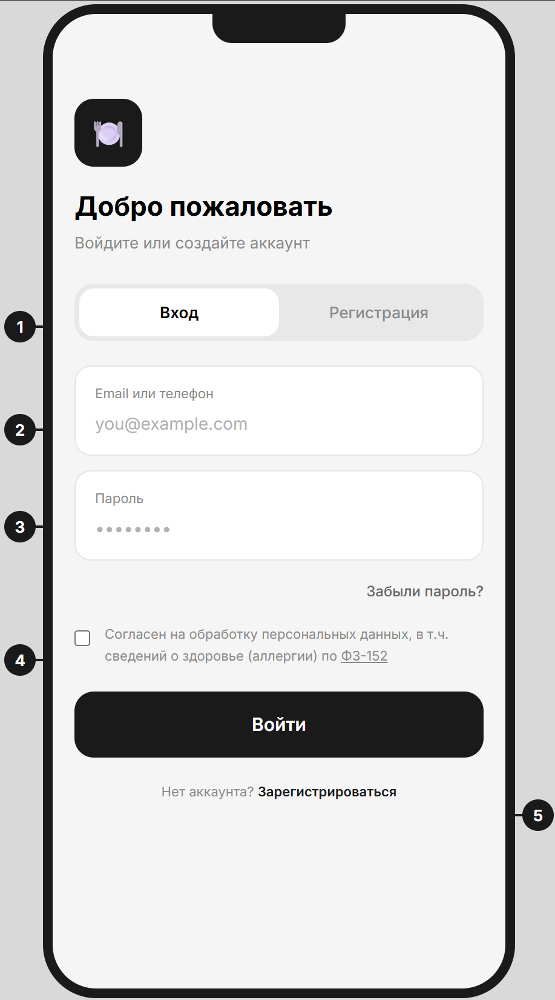 Добро пожаловать
Войдите или создайте аккаунт
Вход
Регистрация
1
Email или телефон
you@example.com
2
Пароль
••••••••
3
Забыли пароль?
Согласен на обработку персональных данных, в т.ч.
сведений о здоровье (аллергии) по ФЗ-152
4
Войти
Нет аккаунта? Зарегистрироваться
5